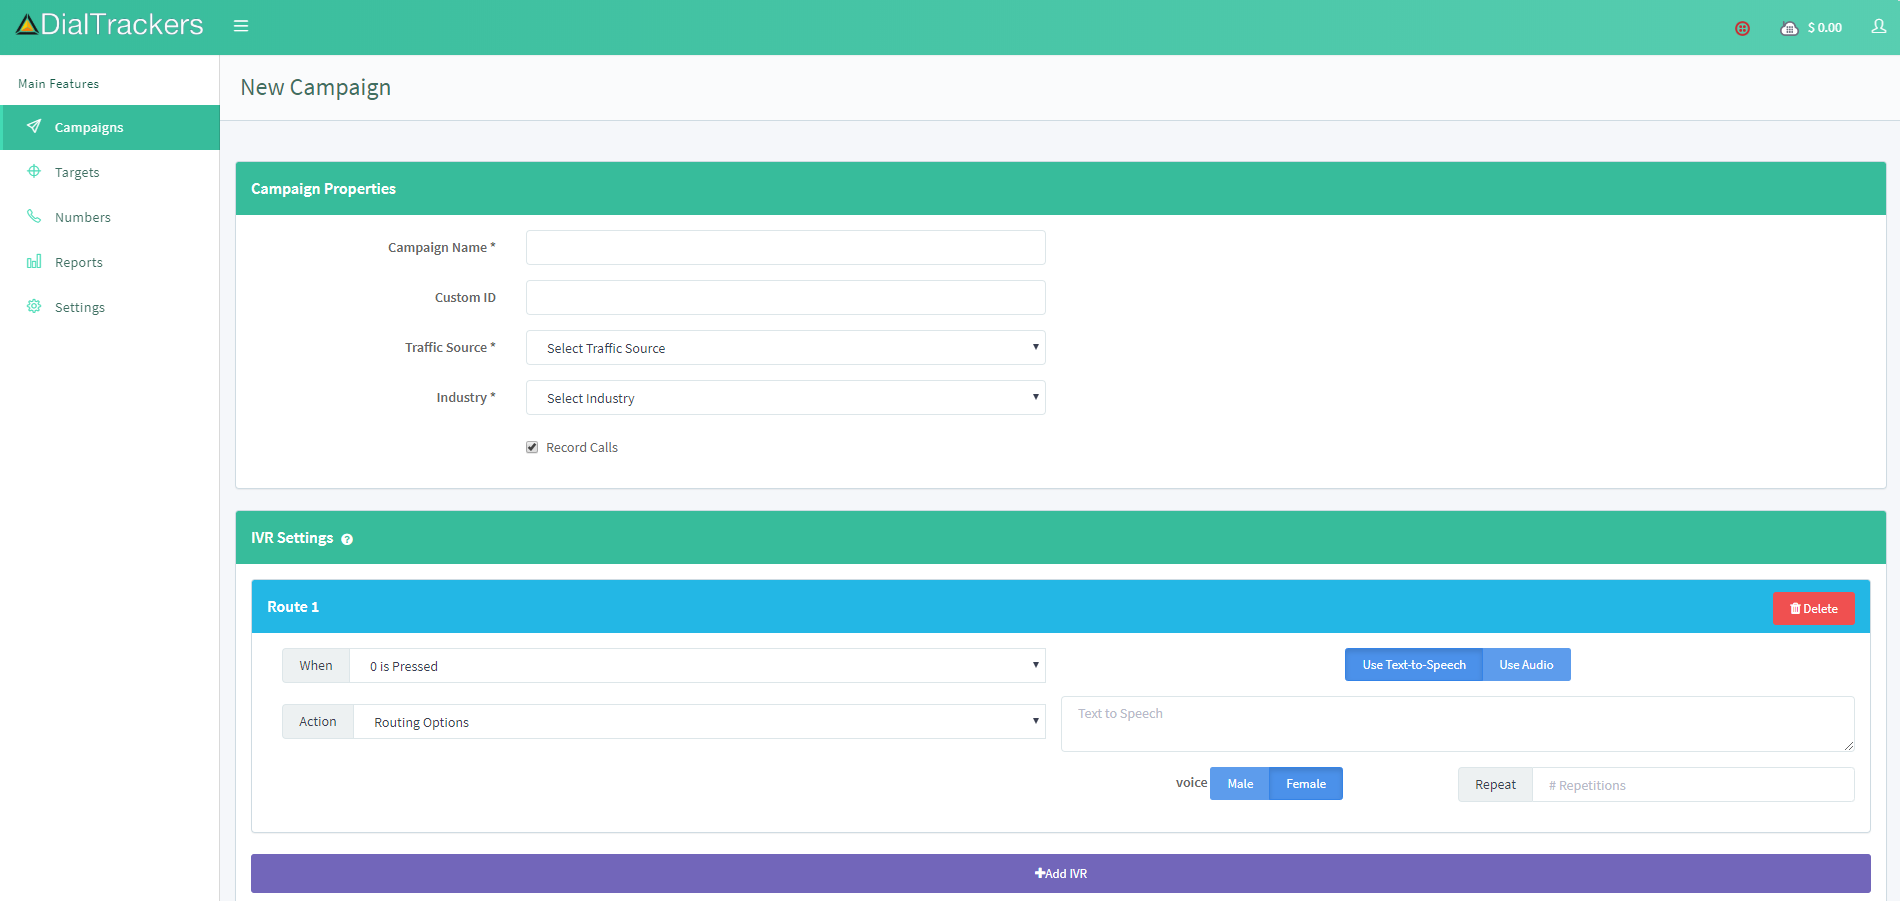 DialTrackers
$ 0.00
Main Features
Campaigns
Targets
Numbers
Reports
Settings
New Campaign
Campaign Properties
Campaign Name *
Custom ID
Traffic Source *
Select Traffic Source
Industry *
Select Industry
Record Calls
IVR Settings ?
Route 1
Delete
When
0 is Pressed
Use Text-to-Speech
Use Audio
Action
Routing Options
Text to Speech
voice
Male
Female
Repeat
# Repetitions
+Add IVR